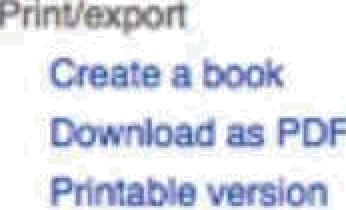 Print/export
Create a book
Download as PDF
Printable version